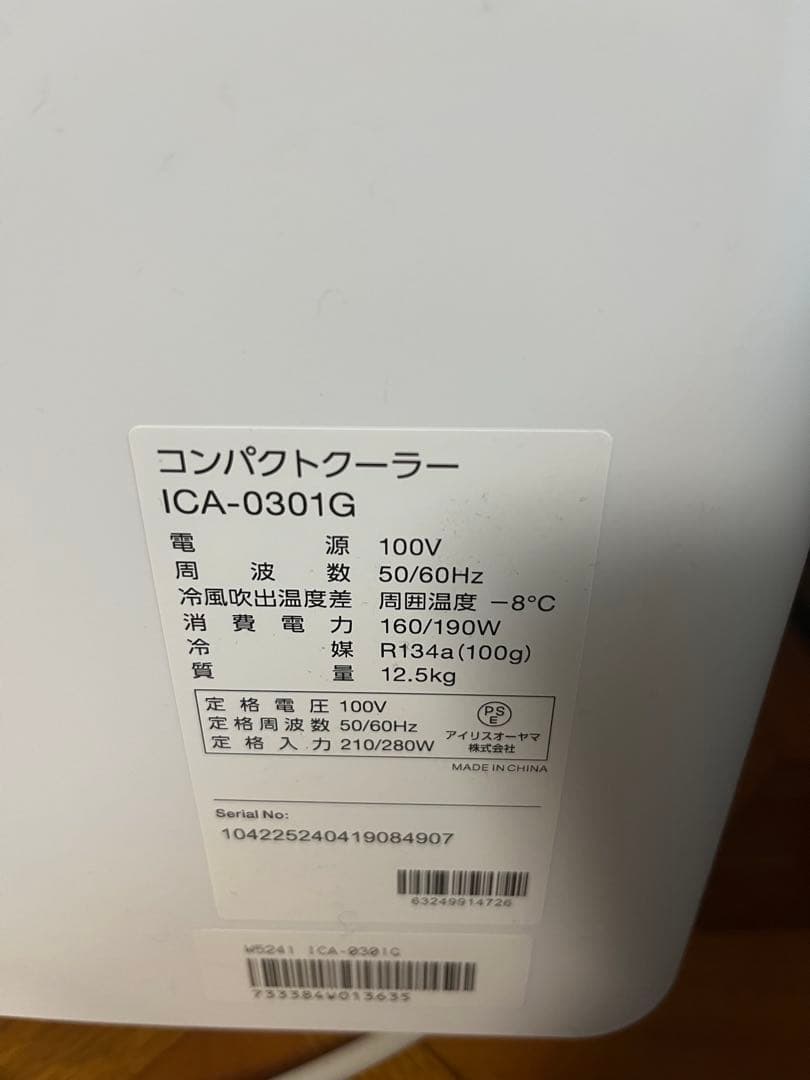 コンパクトクーラー
ICA-0301G
電源 100V
周波数 50/60Hz
冷風吹出温度差 周囲温度 −8℃
消費電力 160/190W
冷媒 R134a(100g)
質量 12.5kg
定格電圧 100V
定格周波数 50/60Hz
定格入力 210/280W
PS
E
アイリスオーヤマ
株式会社
MADE IN CHINA
Serial No:
104225240419084907
63249914726
W5241 ICA-0301G
733384W013635